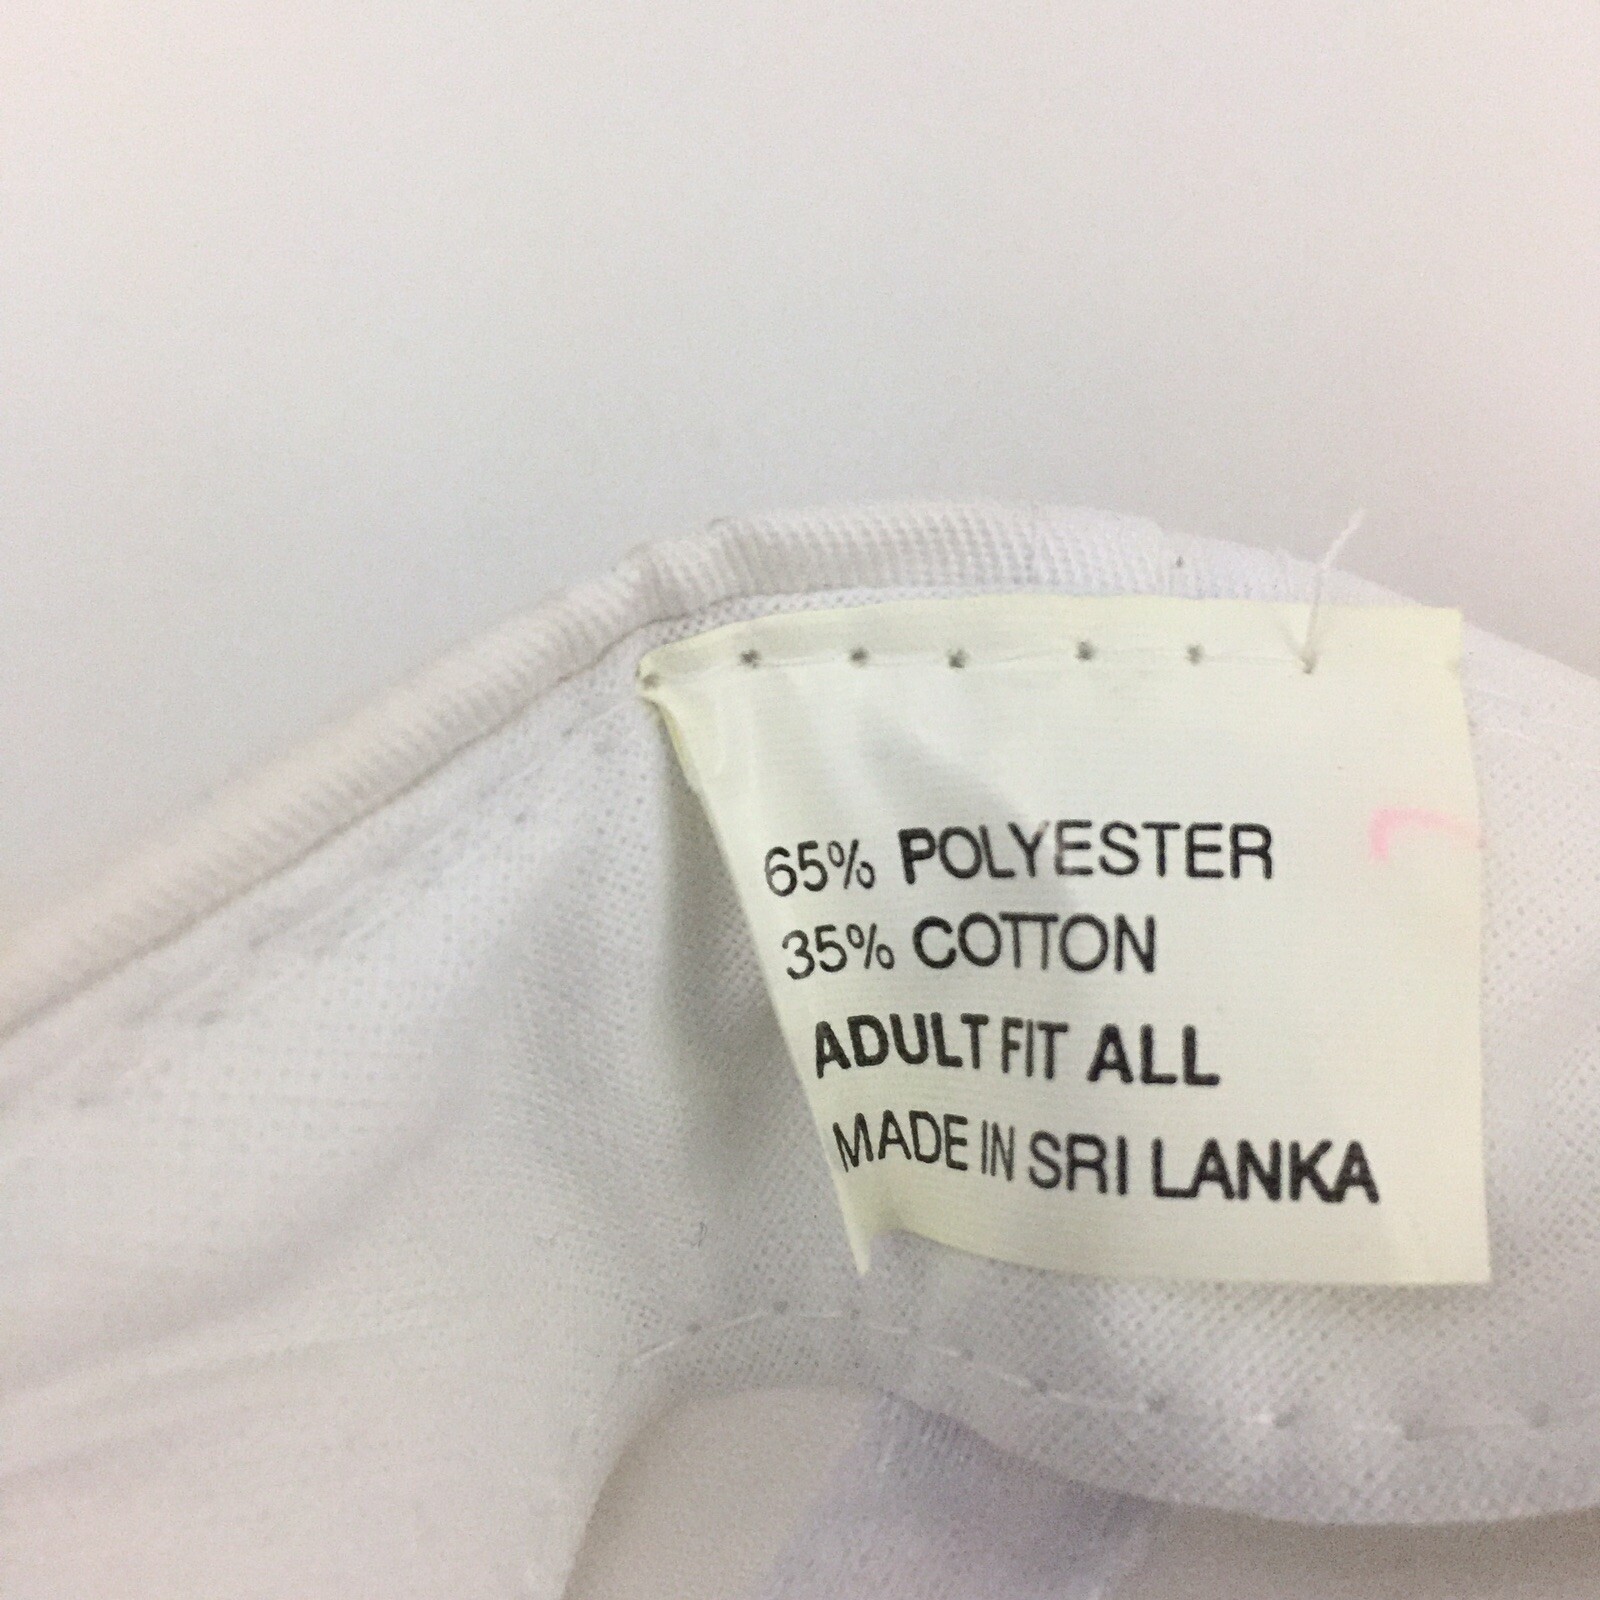 65% POLYESTER
35% COTTON
ADULT FIT ALL
MADE IN SRI LANKA